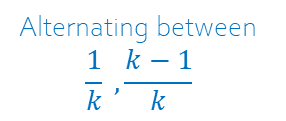 Alternating between
1/k , k − 1/k